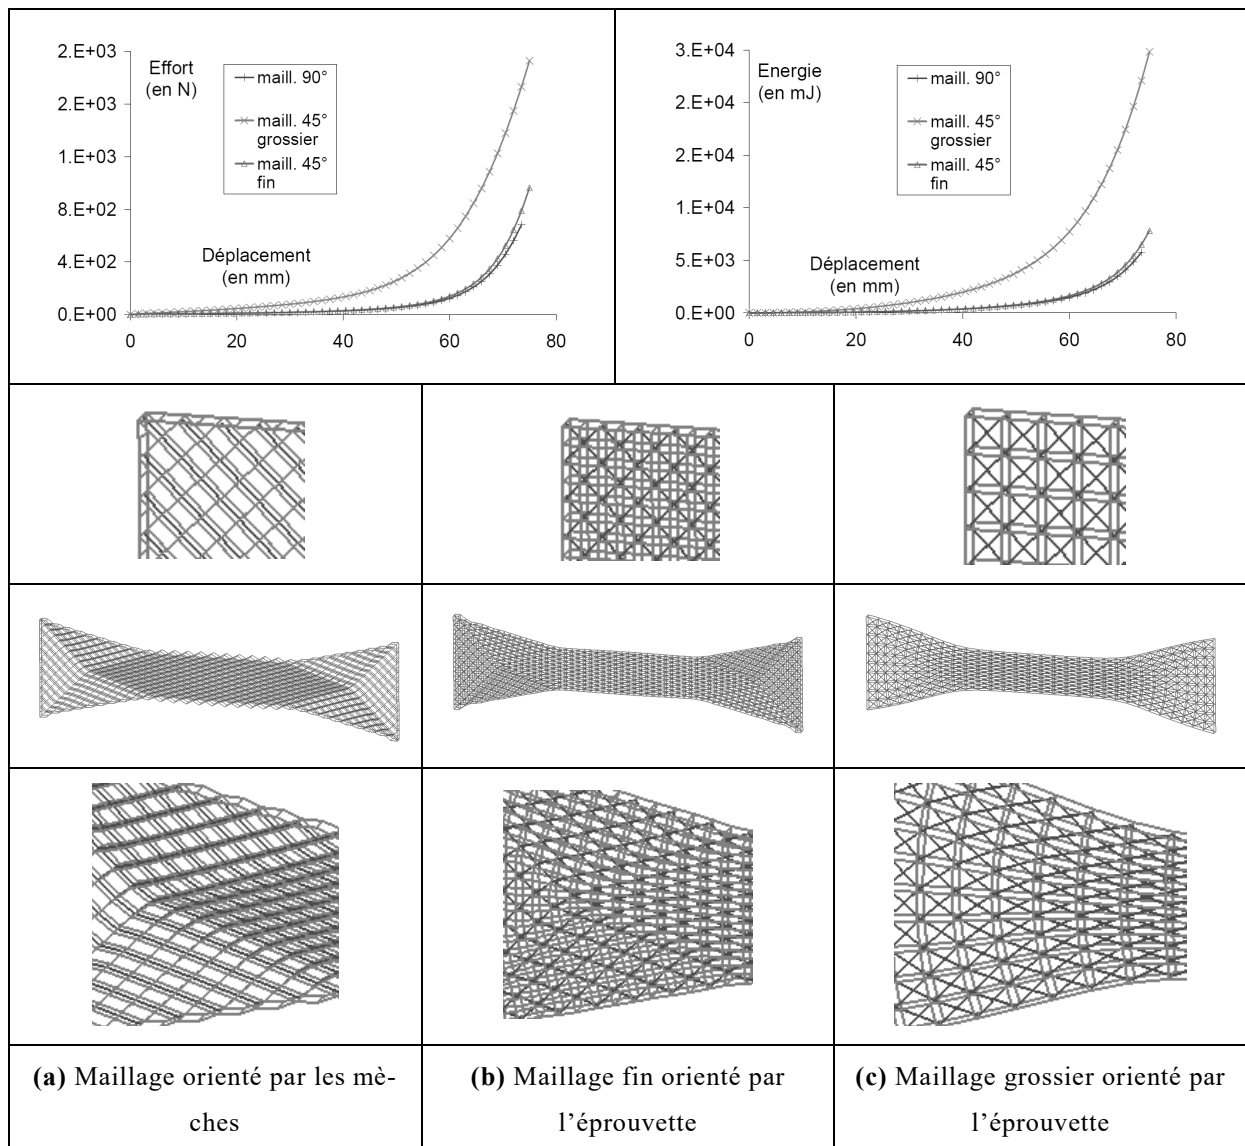 2.E+03
2.E+03
1.E+03
8.E+02
4.E+02
0.E+00
Effort
(en N)
maill. 90°
maill. 45°
grossier
maill. 45°
fin
Déplacement
(en mm)
0
20
40
60
80
3.E+04
2.E+04
2.E+04
1.E+04
5.E+03
0.E+00
Energie
(en mJ)
maill. 90°
maill. 45°
grossier
maill. 45°
fin
Déplacement
(en mm)
0
20
40
60
80
(a) Maillage orienté par les mè-
ches
(b) Maillage fin orienté par
l’éprouvette
(c) Maillage grossier orienté par
l’éprouvette